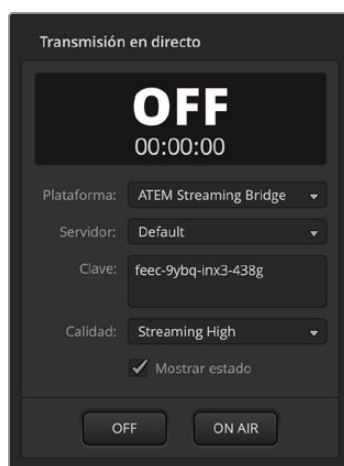 Transmisión en directo
OFF
00:00:00
Plataforma: ATEM Streaming Bridge
Servidor: Default
Clave: feec-9ybq-inx3-438g
Calidad: Streaming High
Mostrar estado
OFF ON AIR